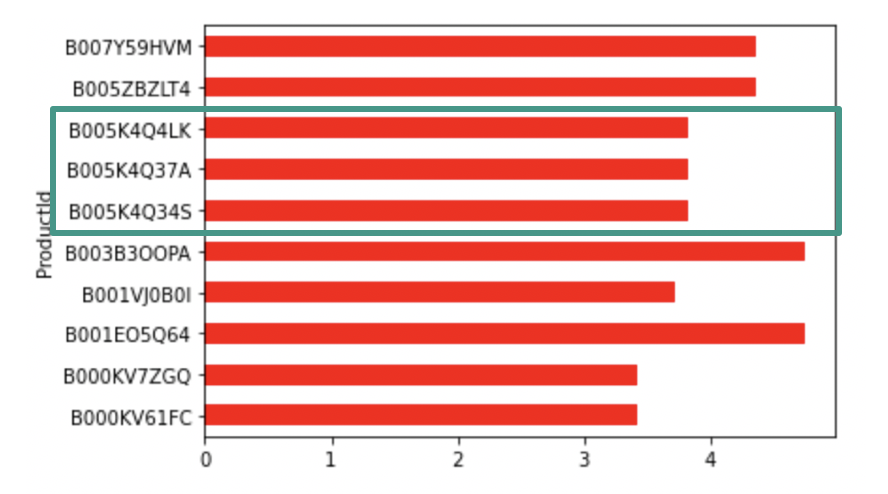 B007Y59HVM
B005ZBZLT4
B005K4Q4LK
B005K4Q37A
B005K4Q34S
ProductId
B003B3OOPA
B001VJ0B0I
B001EO5Q64
B000KV7ZGQ
B000KV61FC
0 1 2 3 4